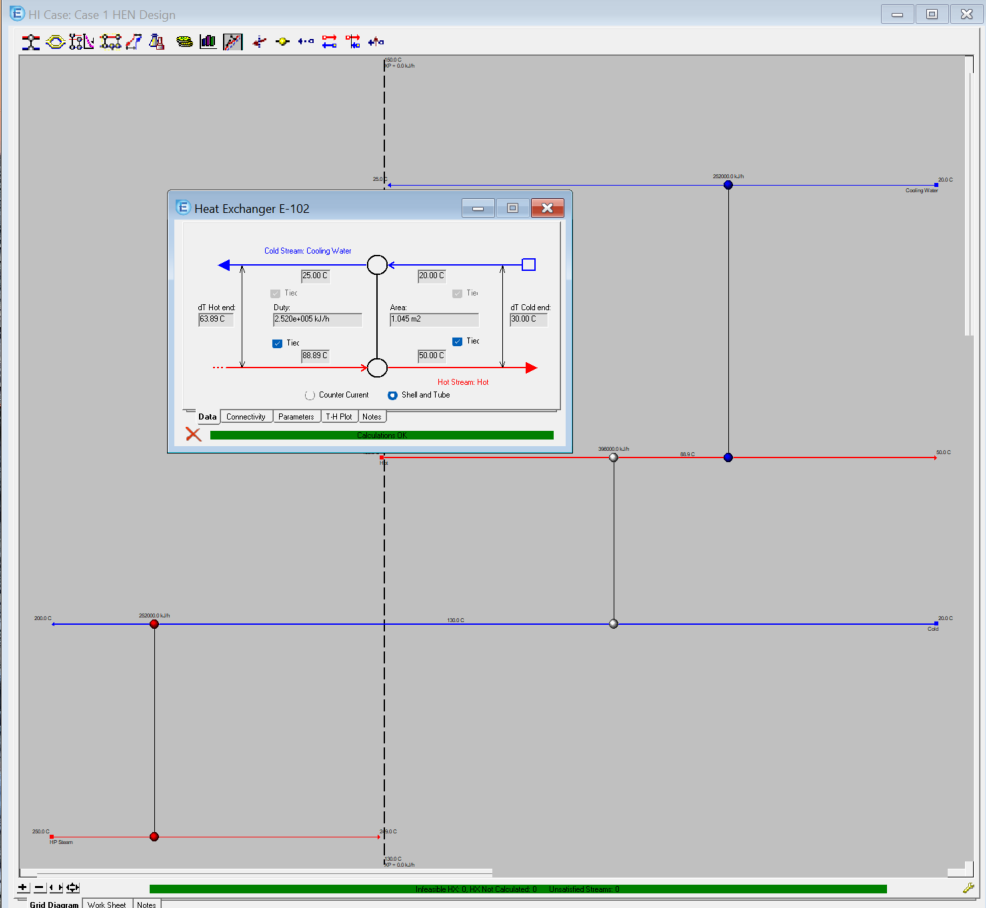 HI Case: Case 1 HEN Design
150.0 C
XP = 0.0 kJ/h
25.0
252000.0 kJ/h
20.0 C
Cooling Water
Heat Exchanger E-102
Cold Stream: Cooling Water
25.00 C
20.00 C
Tied
Tied
dT Hot end:
Duty:
Area:
dT Cold end:
63.89 C
2.520e+005 kJ/h
1.045 m2
30.00 C
Tied
Tied
88.89 C
50.00 C
Hot Stream: Hot
Counter Current
Shell and Tube
Data
Connectivity
Parameters
T-H Plot
Notes
Calculations OK
396000.0 kJ/h
88.9 C
50.0 C
Hot
200.0 C
252000.0 kJ/h
130.0 C
20.0 C
Cold
250.0 C
HP Steam
249.0 C
130.0 C
XP = 0.0 kJ/h
Infeasible HX: 0, HX Not Calculated: 0 Unsatisfied Streams: 0
Grid Diagram
Work Sheet
Notes